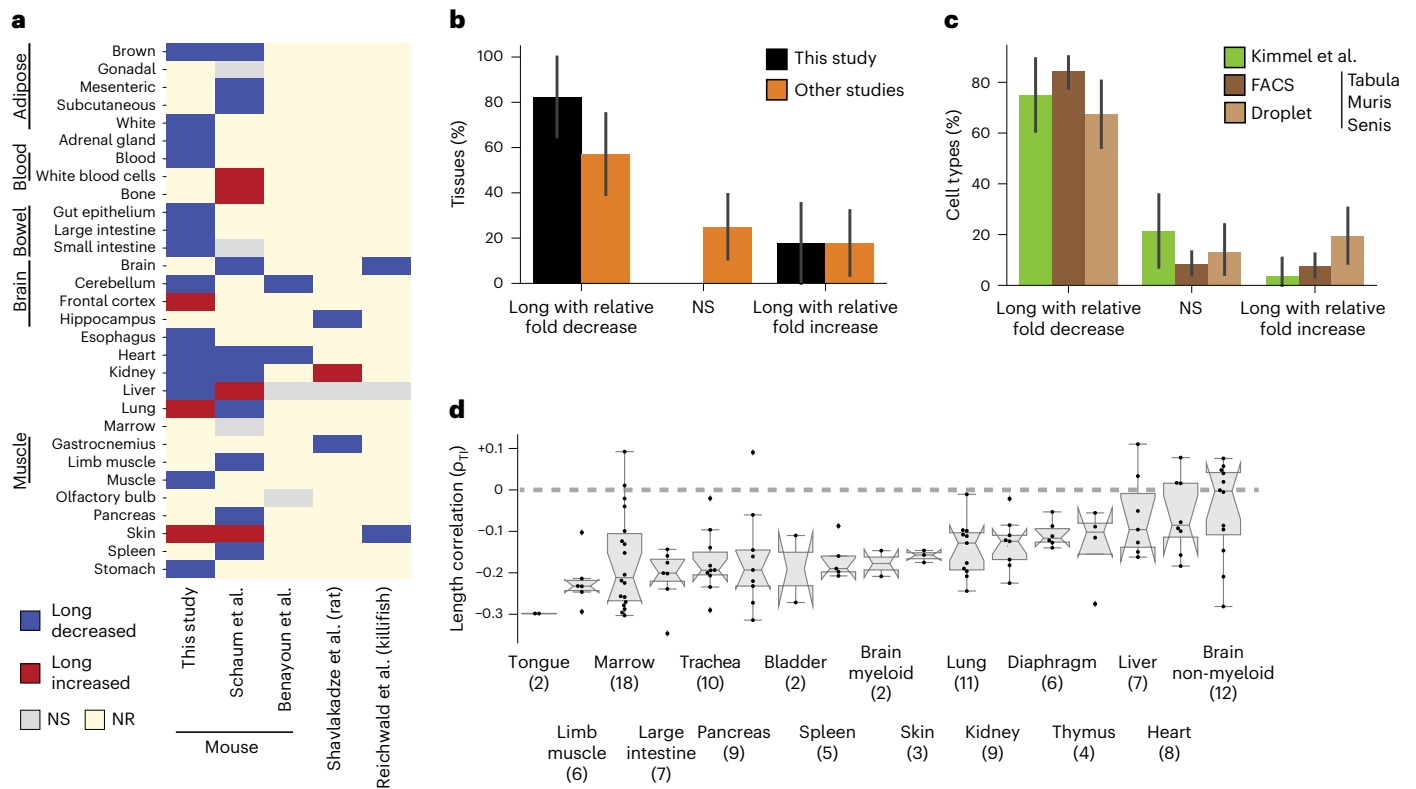 a
Adipose
Blood
Bowel
Brain
Muscle
Brown
Gonadal
Mesenteric
Subcutaneous
White
Adrenal gland
Blood
White blood cells
Bone
Gut epithelium
Large intestine
Small intestine
Brain
Cerebellum
Frontal cortex
Hippocampus
Esophagus
Heart
Kidney
Liver
Lung
Marrow
Gastrocnemius
Limb muscle
Muscle
Olfactory bulb
Pancreas
Skin
Spleen
Stomach
This study
Schaum et al.
Benayoun et al.
Shavlakadze et al. (rat)
Reichwald et al. (killifish)
Mouse
Long
decreased
Long
increased
NS
NR
b
Tissues (%)
100
80
60
40
20
0
This study
Other studies
Long with relative
fold decrease
NS
Long with relative
fold increase
c
Cell types (%)
80
60
40
20
0
Kimmel et al.
FACS
Droplet
Tabula
Muris
Senis
Long with relative
fold decrease
NS
Long with relative
fold increase
d
Length correlation (ρTl)
+0.1
0
−0.1
−0.2
−0.3
Tongue
(2)
Limb
muscle
(6)
Marrow
(18)
Large
intestine
(7)
Trachea
(10)
Pancreas
(9)
Bladder
(2)
Spleen
(5)
Brain
myeloid
(2)
Skin
(3)
Lung
(11)
Kidney
(9)
Diaphragm
(6)
Thymus
(4)
Liver
(7)
Heart
(8)
Brain
non-myeloid
(12)